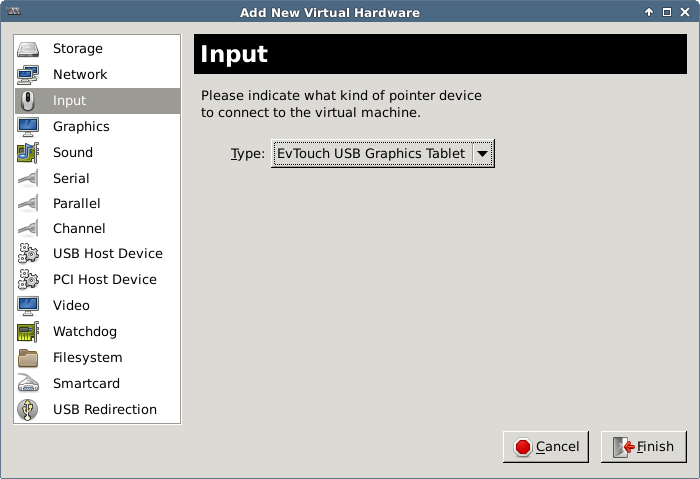 Add New Virtual Hardware
Storage
Network
Input
Graphics
Sound
Serial
Parallel
Channel
USB Host Device
PCI Host Device
Video
Watchdog
Filesystem
Smartcard
USB Redirection
Input
Please indicate what kind of pointer device
to connect to the virtual machine.
Type: EvTouch USB Graphics Tablet
Cancel
Finish